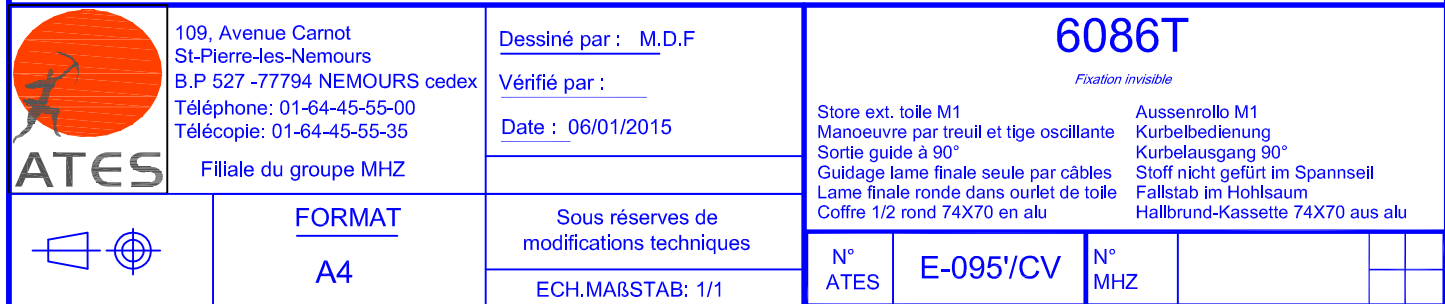 ATES
109, Avenue Carnot
St-Pierre-les-Nemours
B.P 527 -77794 NEMOURS cedex
Téléphone: 01-64-45-55-00
Télécopie: 01-64-45-55-35
Filiale du groupe MHZ
Dessiné par : M.D.F
Vérifié par :
Date : 06/01/2015
6086T
Fixation invisible
Store ext. toile M1
Manoeuvre par treuil et tige oscillante
Sortie guide à 90°
Guidage lame finale seule par câbles
Lame finale ronde dans ourlet de toile
Coffre 1/2 rond 74X70 en alu
Aussenrollo M1
Kurbelbedienung
Kurbelausgang 90°
Stoff nicht gefürt im Spannseil
Fallstab im Hohlsaum
Hallbrund-Kassette 74X70 aus alu
FORMAT
A4
Sous réserves de
modifications techniques
ECH.MAßSTAB: 1/1
N°
ATES
E-095'/CV
N°
MHZ